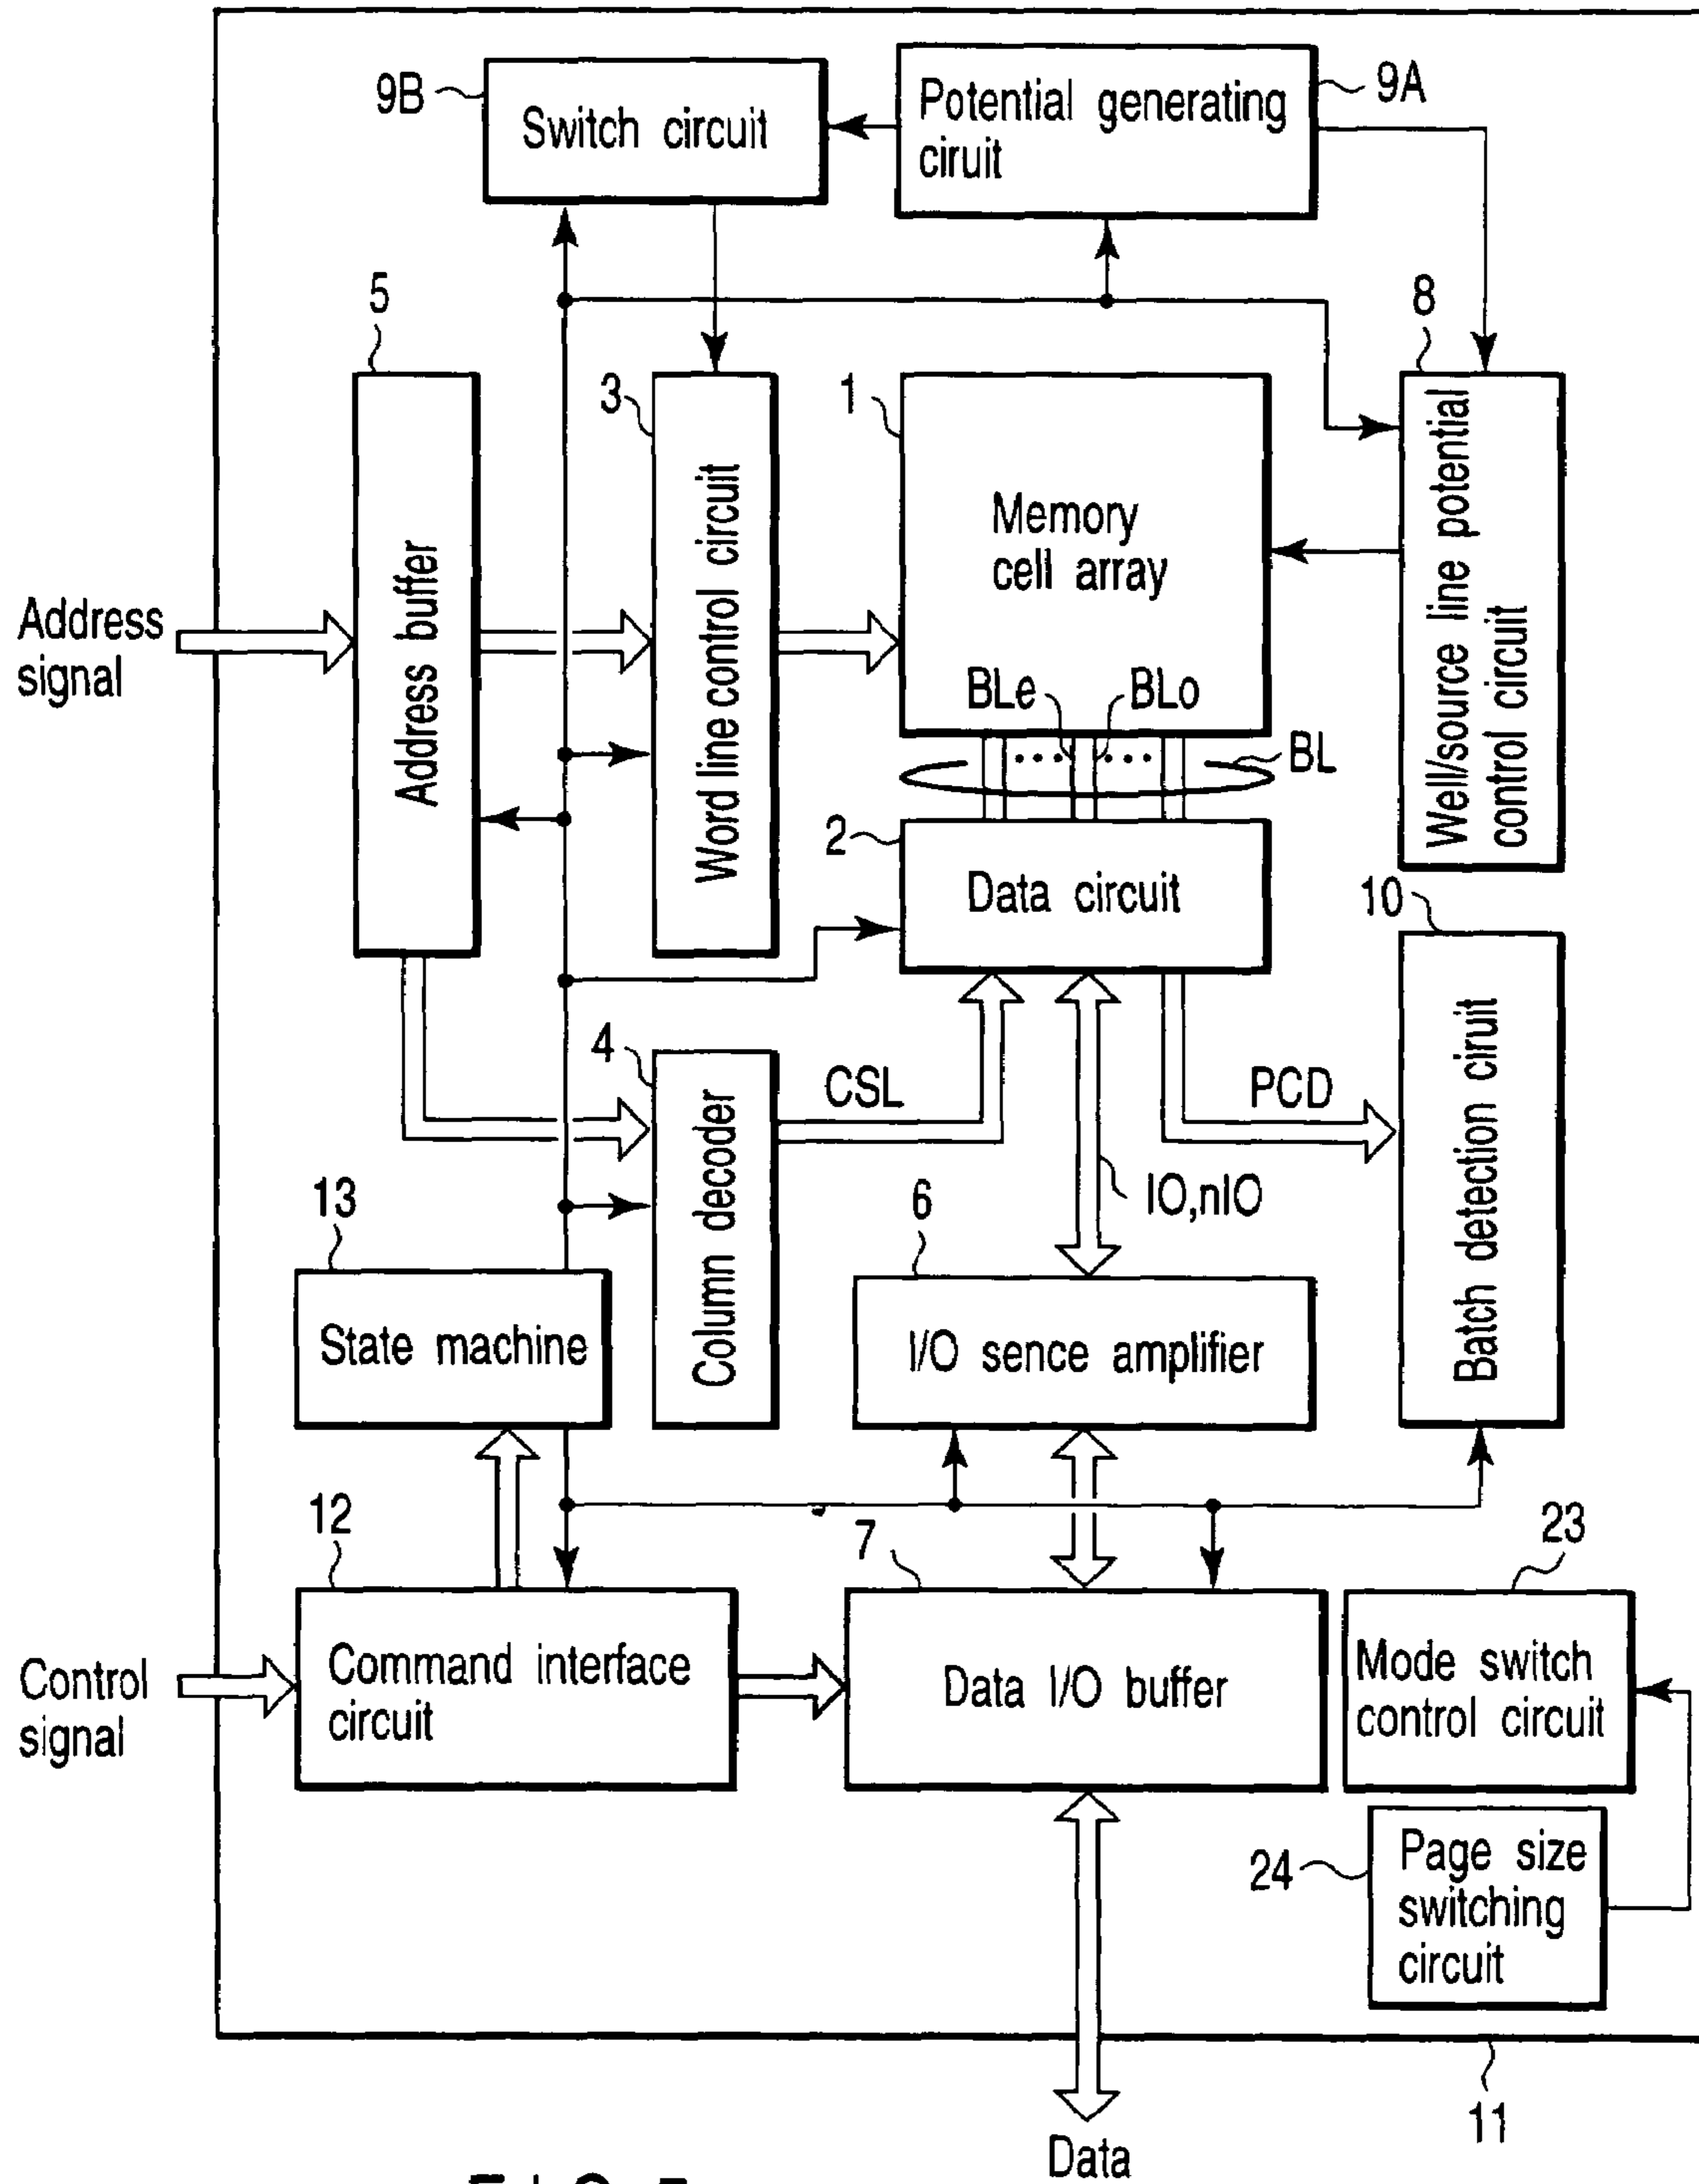 9B
Switch circuit
Potential generating
ciruit
9A
5
3
1
8
Address
signal
Address buffer
Word line control circuit
Memory
cell array
BLe
BLo
BL
Well/source line potential
control circuit
2
Data circuit
10
4
CSL
PCD
Column decoder
Batch detection ciruit
IO,nIO
13
6
State machine
I/O sence amplifier
12
7
23
Control
signal
Command interface
circuit
Data I/O buffer
Mode switch
control circuit
24
Page size
switching
circuit
11
Data